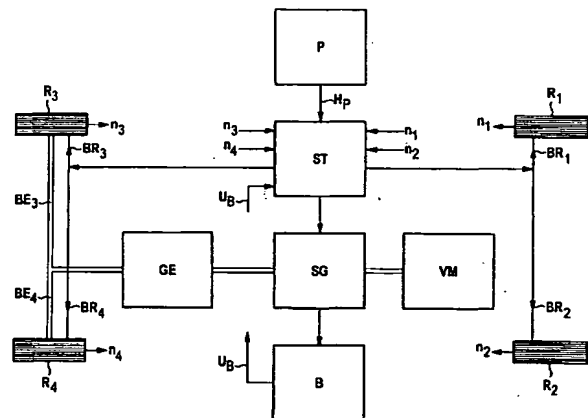 P
H_P
R_3
n_3
n_3
n_4
ST
n_1
n_2
n_1
R_1
BR_3
BR_1
U_B
BE_3
GE
SG
VM
BE_4
BR_4
BR_2
U_B
B
n_4
R_4
n_2
R_2